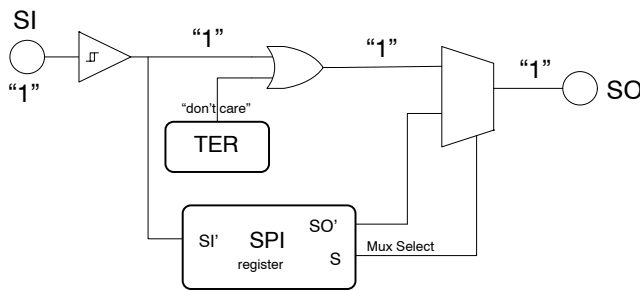 SI
“1”
“1”
“1”
“1”
SO
“don’t care”
TER
SI’
SPI
register
SO’
S
Mux Select